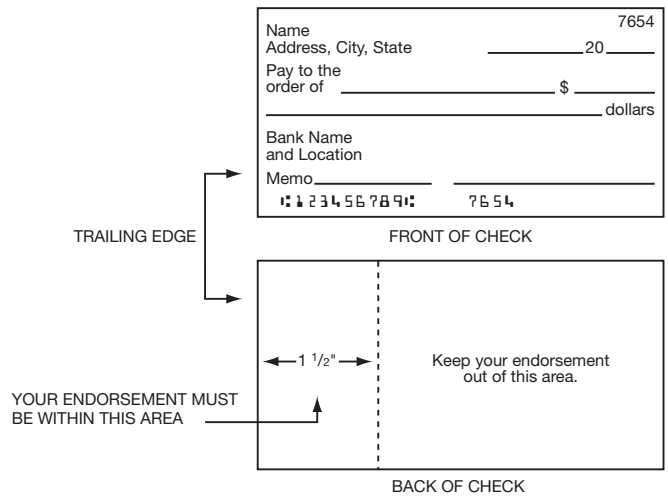 7654
Name
Address, City, State 20
Pay to the
order of $
dollars
Bank Name
and Location
Memo
⑆123456789⑆ 7654
TRAILING EDGE
FRONT OF CHECK
1 1/2"
Keep your endorsement
out of this area.
YOUR ENDORSEMENT MUST
BE WITHIN THIS AREA
BACK OF CHECK